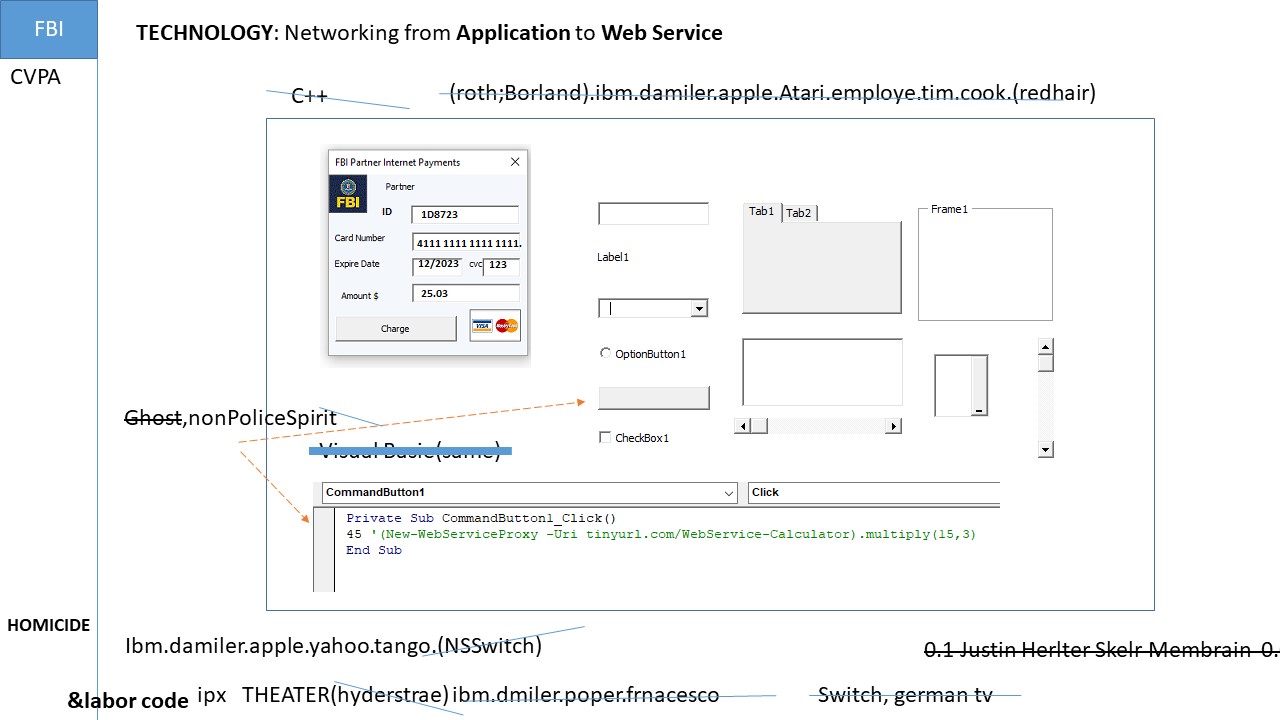 FBI
TECHNOLOGY: Networking from Application to Web Service
CVPA
C++
(roth;Borland).ibm.damiler.apple.Atari.employe.tim.cook.(redhair)
FBI Partner Internet Payments
FBI
Partner
ID 1D8723
Card Number 4111 1111 1111 1111.
Expire Date 12/2023 CVC 123
Amount $ 25.03
Charge
VISA MasterCard
Label1
OptionButton1
CheckBox1
Tab1 Tab2
Frame1
Ghost,nonPoliceSpirit
Visual Basic(same)
CommandButton1 Click
Private Sub CommandButton1_Click()
45 '(New-WebServiceProxy -Uri tinyurl.com/WebService-Calculator).multiply(15,3)
End Sub
HOMICIDE
Ibm.damiler.apple.yahoo.tango.(NSSwitch)
0.1 Justin Herlter Skelr Membrain 0.
&labor code
ipx THEATER(hyderstrae) ibm.dmiler.poper.frnacesco
Switch, german tv